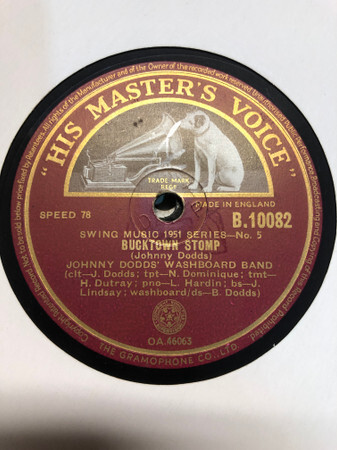 "HIS MASTER'S VOICE"
TRADE MARK
REGD
MADE IN ENGLAND
SPEED 78
B.10082
SWING MUSIC 1951 SERIES—No. 5
BUCKTOWN STOMP
(Johnny Dodds)
JOHNNY DODDS' WASHBOARD BAND
(clt—J. Dodds; tpt—N. Dominique; tmt—
H. Dutray; pno—L. Hardin; bs—J.
Lindsay; washboard/ds—B. Dodds)
OA.46063
THE GRAMOPHONE CO., LTD.